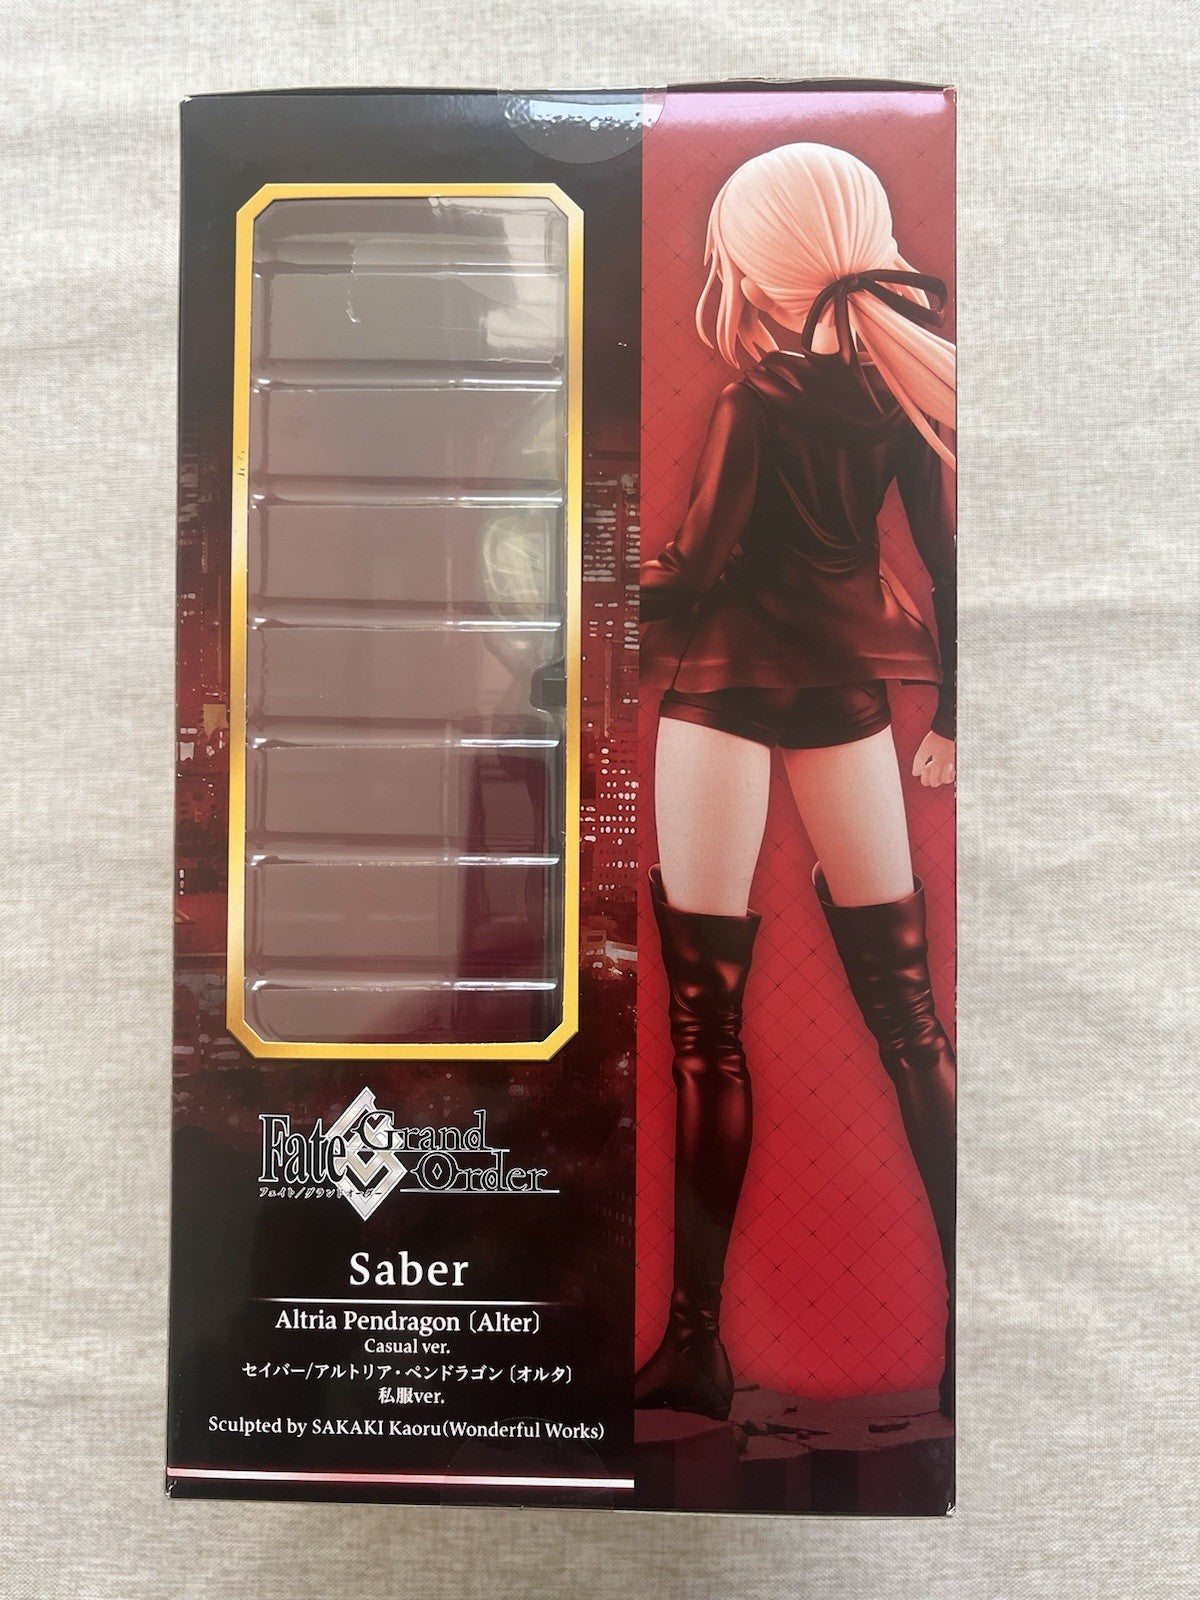 Fate
Grand
Order
フェイト/グランドオーダー
Saber
Altria Pendragon〔Alter〕
Casual ver.
セイバー/アルトリア・ペンドラゴン〔オルタ〕
私服ver.
Sculpted by SAKAKI Kaoru(Wonderful Works)